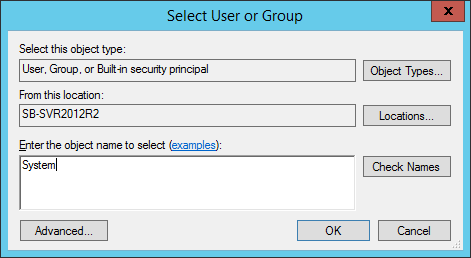 Select User or Group
x
Select this object type:
User, Group, or Built-in security principal
Object Types...
From this location:
SB-SVR2012R2
Locations...
Enter the object name to select (examples):
System
Check Names
Advanced...
OK
Cancel